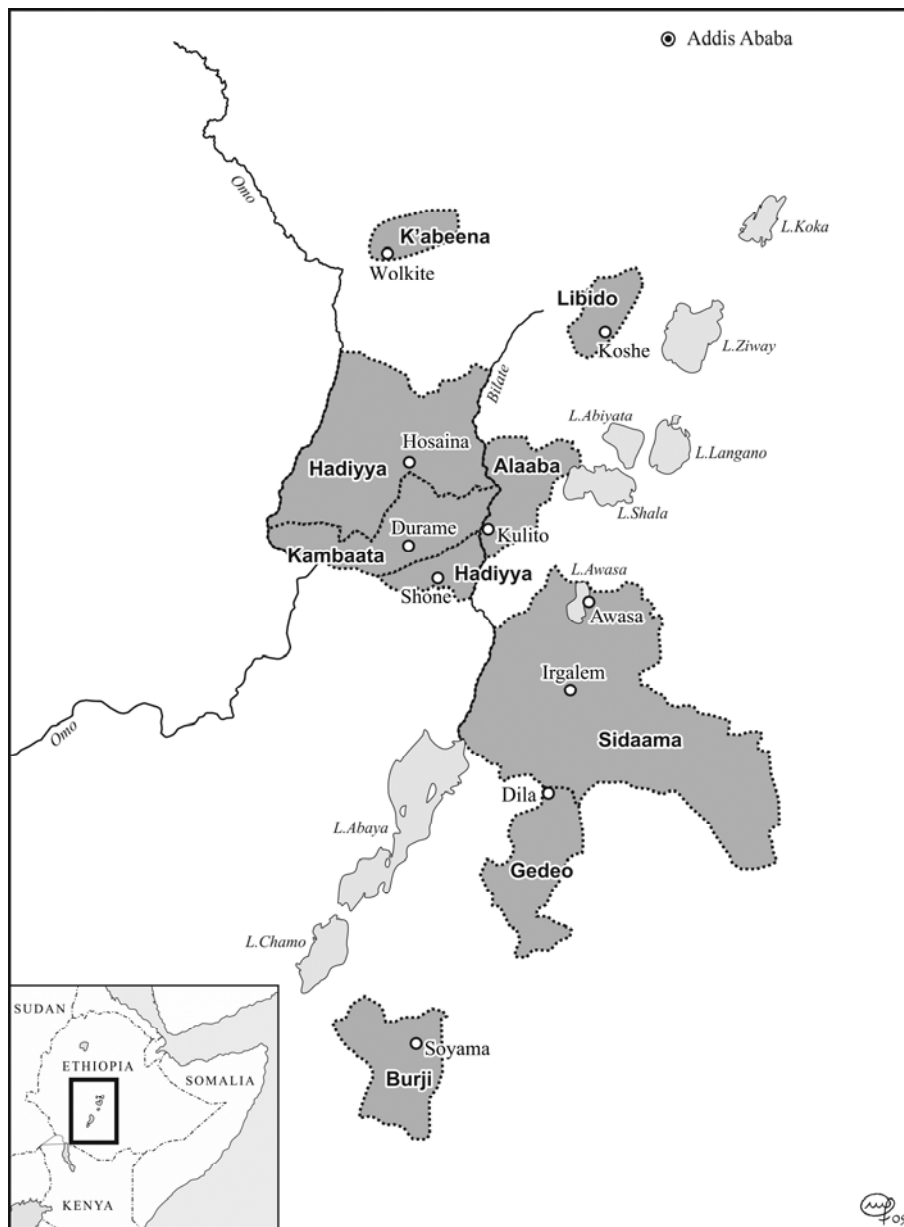 Addis Ababa
Omo
K'abeena
Wolkite
L.Koka
Libido
Koshe
L.Ziway
Bilate
L.Abiyata
L.Langano
Hosaina
Hadiyya
Alaaba
L.Shala
Durame
Kulito
Kambaata
Hadiyya
Shone
L.Awasa
Awasa
Irgalem
Omo
Sidaama
Dila
L.Abaya
Gedeo
L.Chamo
Soyama
Burji
SUDAN
ETHIOPIA
SOMALIA
KENYA